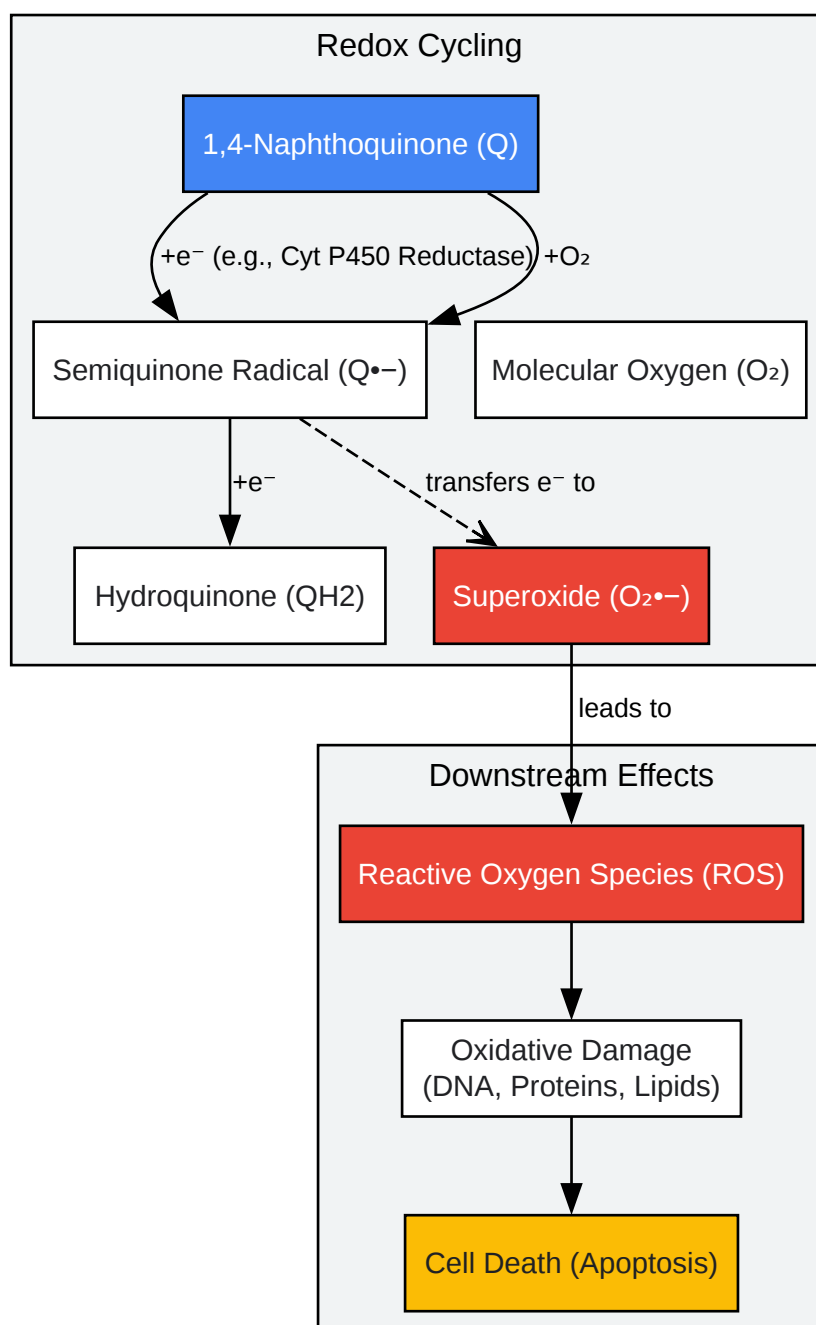 Redox Cycling
1,4-Naphthoquinone (Q)
+e⁻ (e.g., Cyt P450 Reductase)
+O₂
Semiquinone Radical (Q•−)
Molecular Oxygen (O₂)
+e⁻
transfers e⁻ to
Hydroquinone (QH2)
Superoxide (O₂•−)
leads to
Downstream Effects
Reactive Oxygen Species (ROS)
Oxidative Damage
(DNA, Proteins, Lipids)
Cell Death (Apoptosis)